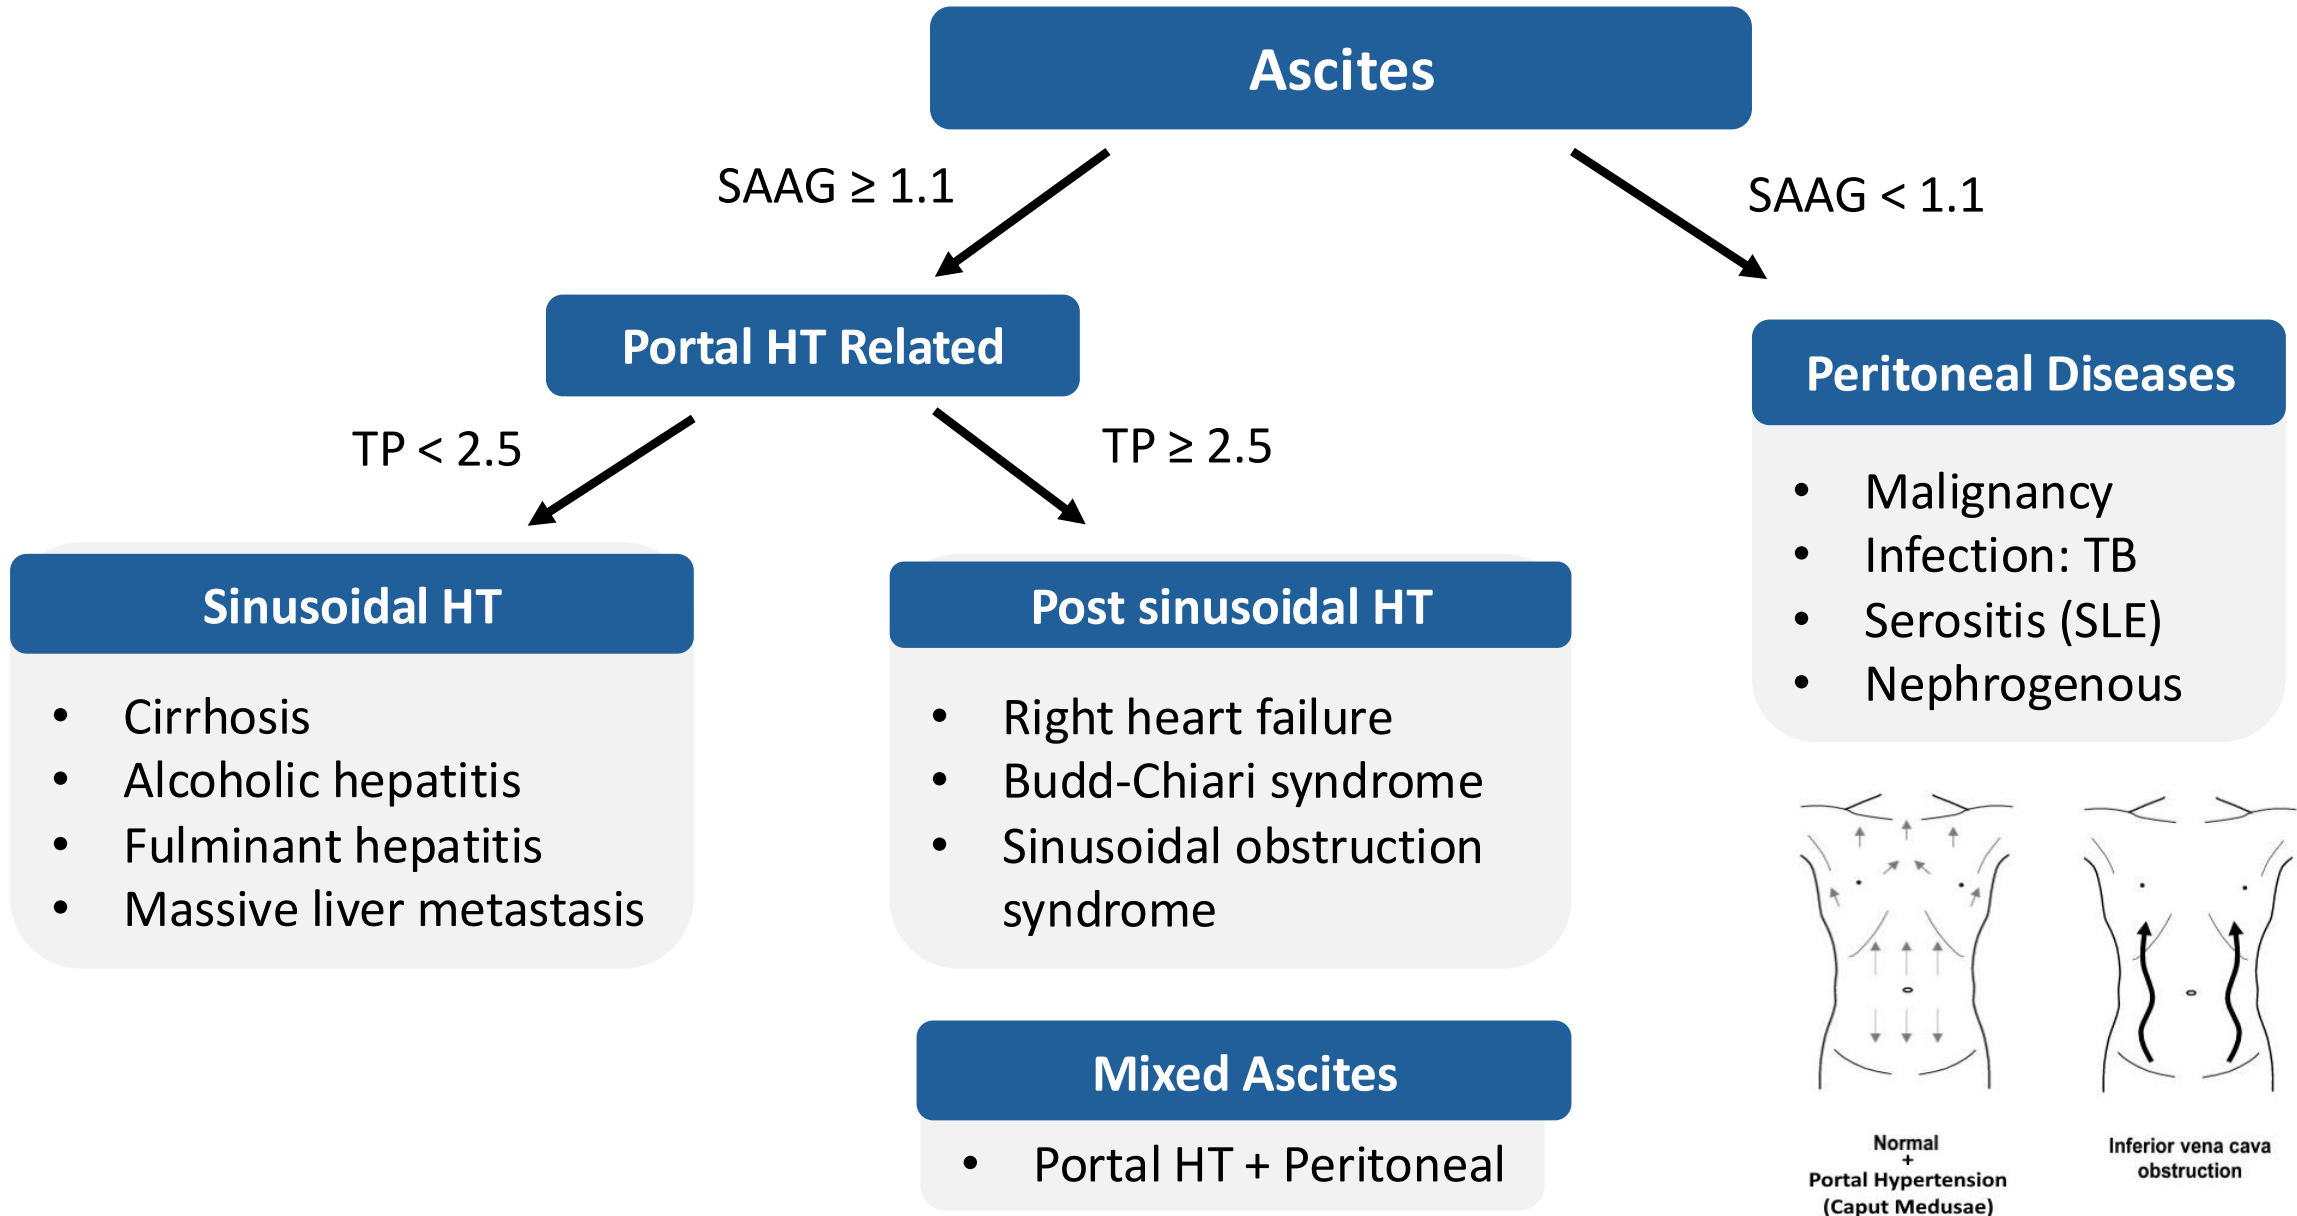 Ascites
SAAG ≥ 1.1
SAAG < 1.1
Portal HT Related
Peritoneal Diseases
• Malignancy
• Infection: TB
• Serositis (SLE)
• Nephrogenous
TP < 2.5
TP ≥ 2.5
Sinusoidal HT
• Cirrhosis
• Alcoholic hepatitis
• Fulminant hepatitis
• Massive liver metastasis
Post sinusoidal HT
• Right heart failure
• Budd-Chiari syndrome
• Sinusoidal obstruction
syndrome
Mixed Ascites
• Portal HT + Peritoneal
Normal
+
Portal Hypertension
(Caput Medusae)
Inferior vena cava
obstruction